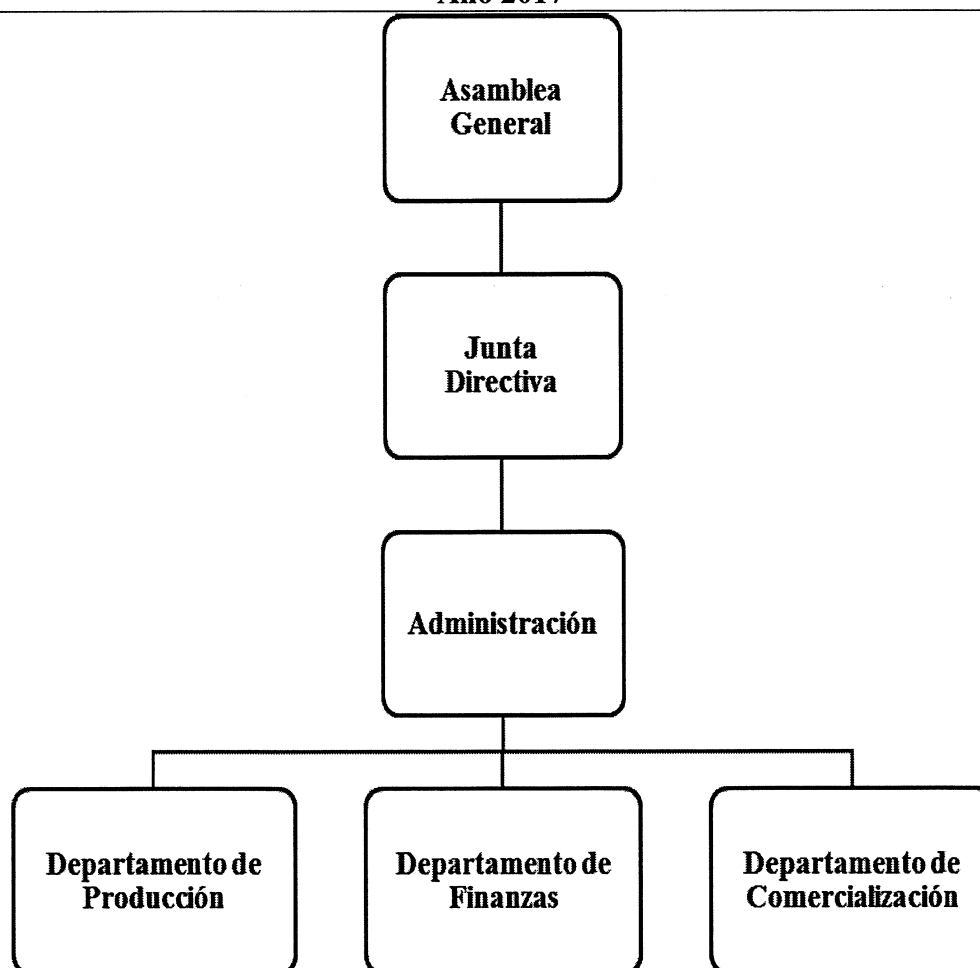 Asamblea
General
Junta
Directiva
Administración
Departamento de
Producción
Departamento de
Finanzas
Departamento de
Comercialización